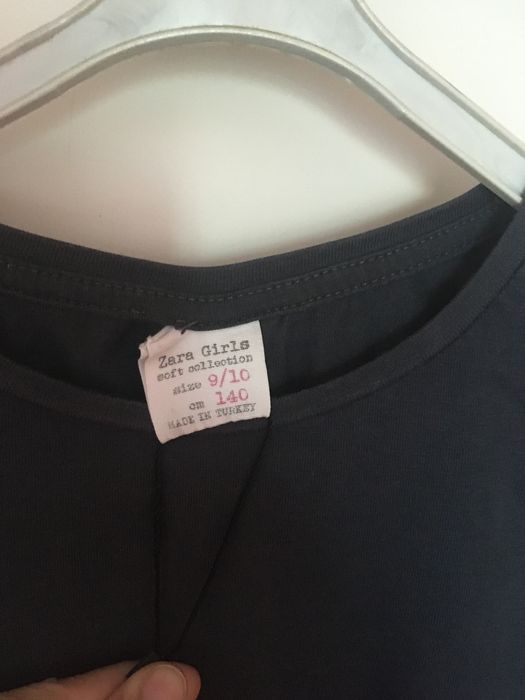 Zara Girls
soft collection
size 9/10
cm 140
MADE IN TURKEY